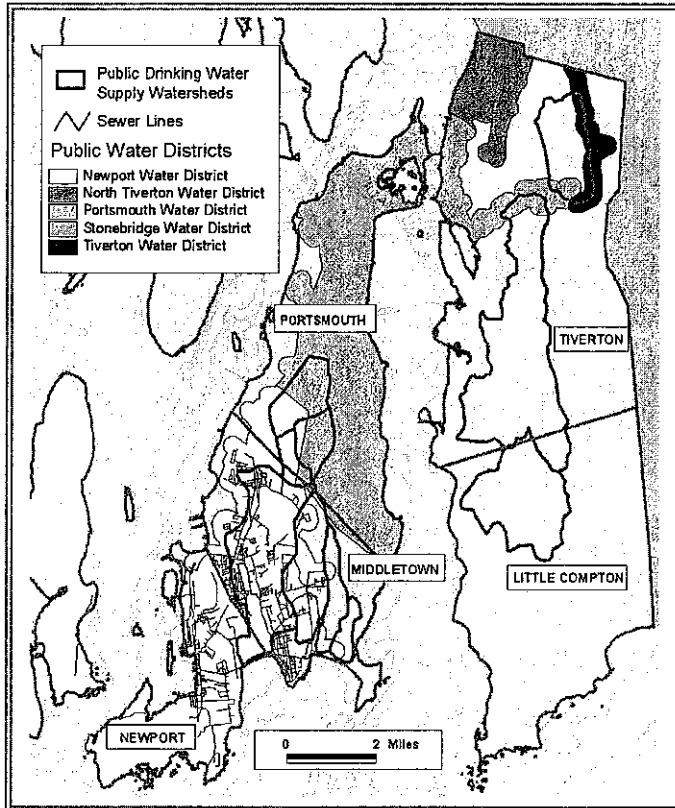 Public Drinking Water
Supply Watersheds
Sewer Lines
Public Water Districts
Newport Water District
North Tiverton Water District
Portsmouth Water District
Stonebridge Water District
Tiverton Water District
PORTSMOUTH
TIVERTON
MIDDLETOWN
LITTLE COMPTON
NEWPORT
0 2 Miles